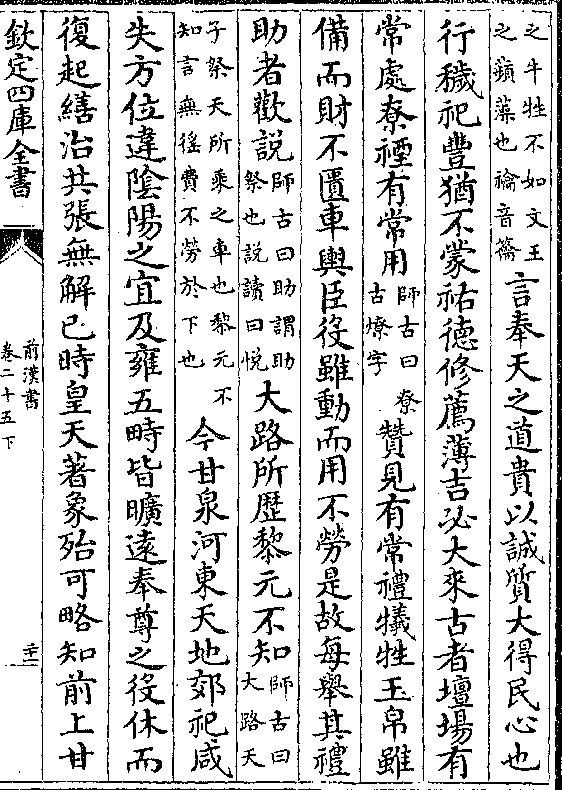 之牛牲不如文王
之蘋藻也禴音籥
言奉天之道貴以誠質大得民心也
行穢祀豐猶不蒙祐德修薦薄吉必大來古者壇場有
常處尞禋有常用
師古曰尞
古燎字
贊見有常禮犧牲玉帛雖
備而財不匱車輿臣役雖動而用不勞是故每舉其禮
助者歡説
師古曰助謂助
祭也説讀曰悅
大路所歴黎元不知
師古曰
大路天
子祭天所乘之車也黎元不
知言無徭費不勞於下也
今甘泉河東天地郊祀咸
失方位違隂陽之宜及雍五畤皆曠逺奉尊之役休而
復起繕治共張無解已時皇天著象殆可略知前上甘
欽定四庫全書
前漢書
卷二十五下